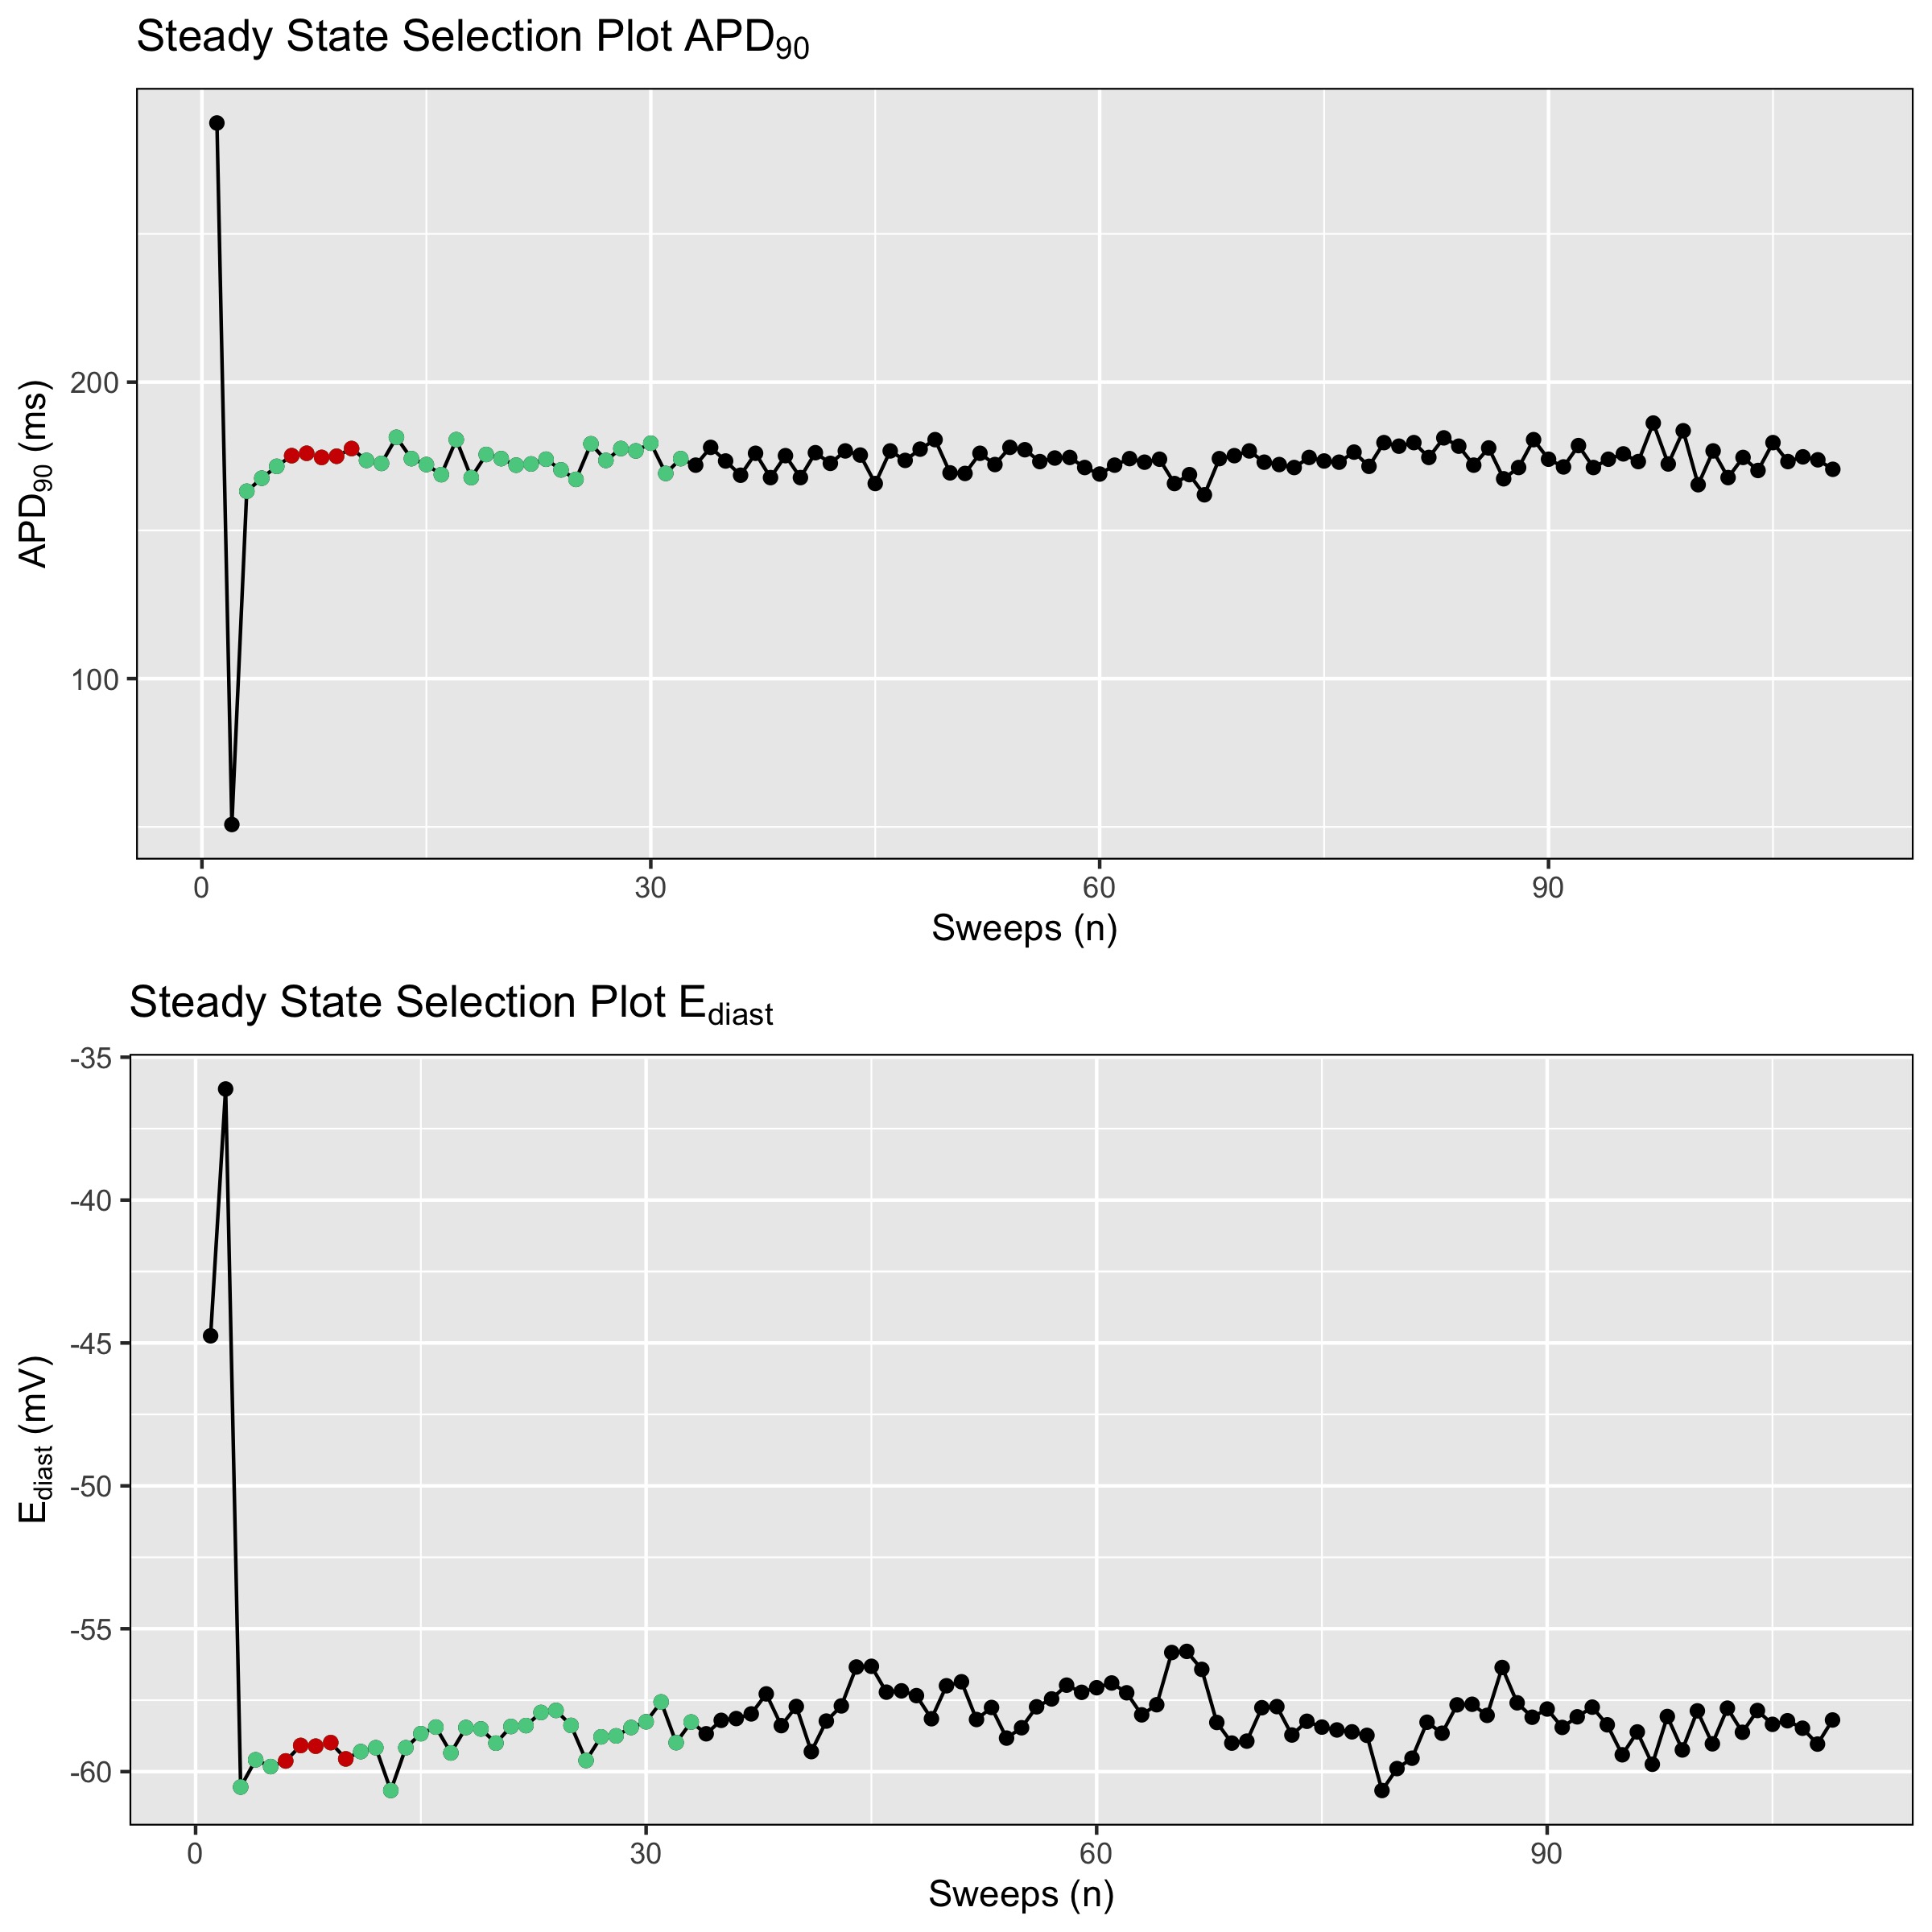 Steady State Selection Plot APD90
APD90 (ms)
200
100
0 30 60 90
Sweeps (n)
Steady State Selection Plot Ediast
Ediast (mV)
-35
-40
-45
-50
-55
-60
0 30 60 90
Sweeps (n)